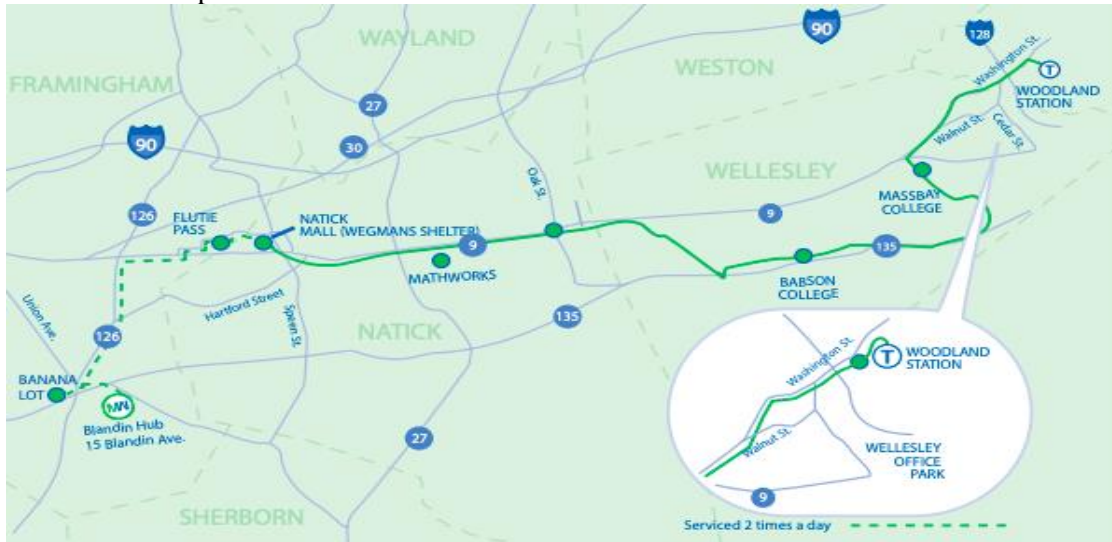 WAYLAND
90
128
Washington St.
FRAMINGHAM
WESTON
T
WOODLAND
STATION
27
90
30
Walnut St.
Cedar St.
Oak St.
WELLESLEY
MASSBAY
COLLEGE
126
FLUTIE
PASS
NATICK
MALL (WEGMANS SHELTER)
9
9
MATHWORKS
135
BABSON
COLLEGE
Union Ave.
Hartford Street
Speen St.
126
135
NATICK
BANANA
LOT
MW
Blandin Hub
15 Blandin Ave.
27
SHERBORN
Washington St.
T
WOODLAND
STATION
Walnut St.
WELLESLEY
OFFICE
PARK
9
Serviced 2 times a day